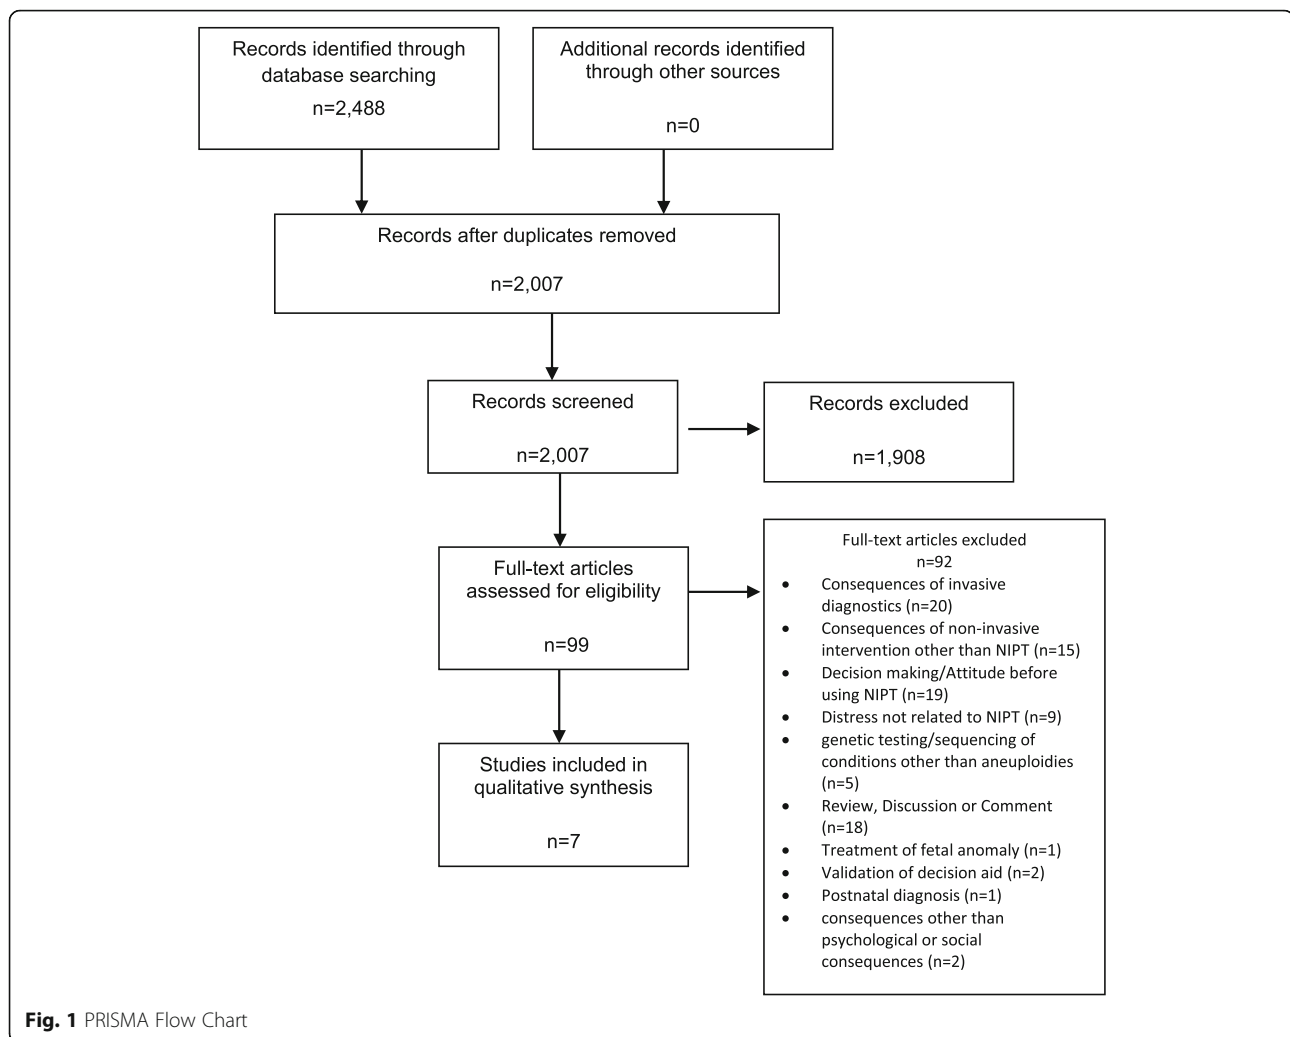 Records identified through
database searching
n=2,488
Additional records identified
through other sources
n=0
Records after duplicates removed
n=2,007
Records screened
n=2,007
Records excluded
n=1,908
Full-text articles
assessed for eligibility
n=99
Full-text articles excluded
n=92
• Consequences of invasive
diagnostics (n=20)
• Consequences of non-invasive
intervention other than NIPT (n=15)
• Decision making/Attitude before
using NIPT (n=19)
• Distress not related to NIPT (n=9)
• genetic testing/sequencing of
conditions other than aneuploidies
(n=5)
• Review, Discussion or Comment
(n=18)
• Treatment of fetal anomaly (n=1)
• Validation of decision aid (n=2)
• Postnatal diagnosis (n=1)
• consequences other than
psychological or social
consequences (n=2)
Studies included in
qualitative synthesis
n=7
Fig. 1 PRISMA Flow Chart